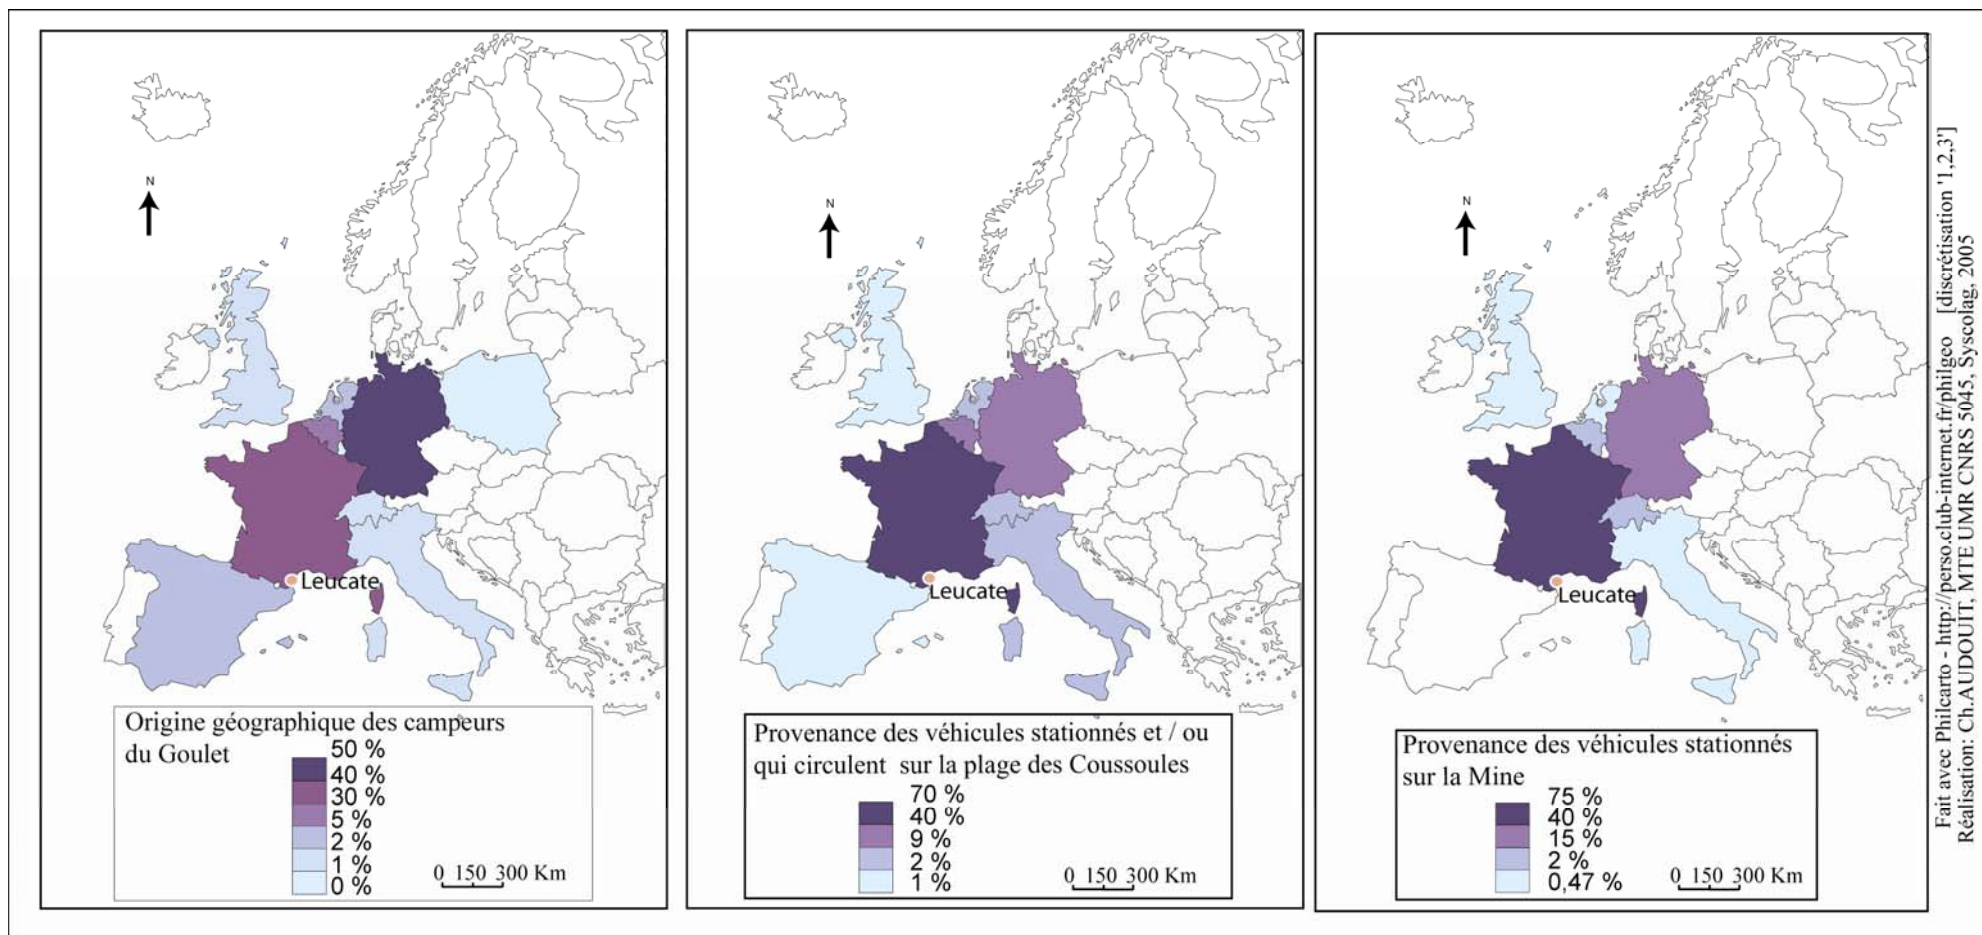 N
Leucate
Origine géographique des campeurs
du Goulet
50 %
40 %
30 %
5 %
2 %
1 %
0 %
0 150 300 Km
N
Leucate
Provenance des véhicules stationnés et / ou
qui circulent sur la plage des Coussoules
70 %
40 %
9 %
2 %
1 %
0 150 300 Km
N
Leucate
Provenance des véhicules stationnés
sur la Mine
75 %
40 %
15 %
2 %
0,47 %
0 150 300 Km
Fait avec Philcarto - http://perso.club-internet.fr/philgeo [discrétisation '1,2,3']
Réalisation: Ch.AUDOUIT, MTE UMR CNRS 5045, Syscolag, 2005